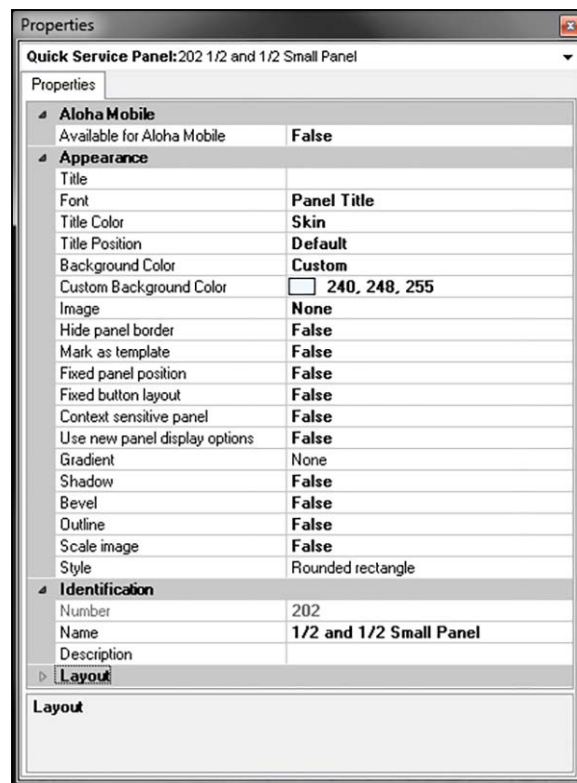 Properties
Quick Service Panel:202 1/2 and 1/2 Small Panel
Properties
Aloha Mobile
Available for Aloha Mobile False
Appearance
Title
Font Panel Title
Title Color Skin
Title Position Default
Background Color Custom
Custom Background Color 240, 248, 255
Image None
Hide panel border False
Mark as template False
Fixed panel position False
Fixed button layout False
Context sensitive panel False
Use new panel display options False
Gradient None
Shadow False
Bevel False
Outline False
Scale image False
Style Rounded rectangle
Identification
Number 202
Name 1/2 and 1/2 Small Panel
Description
Layout
Layout